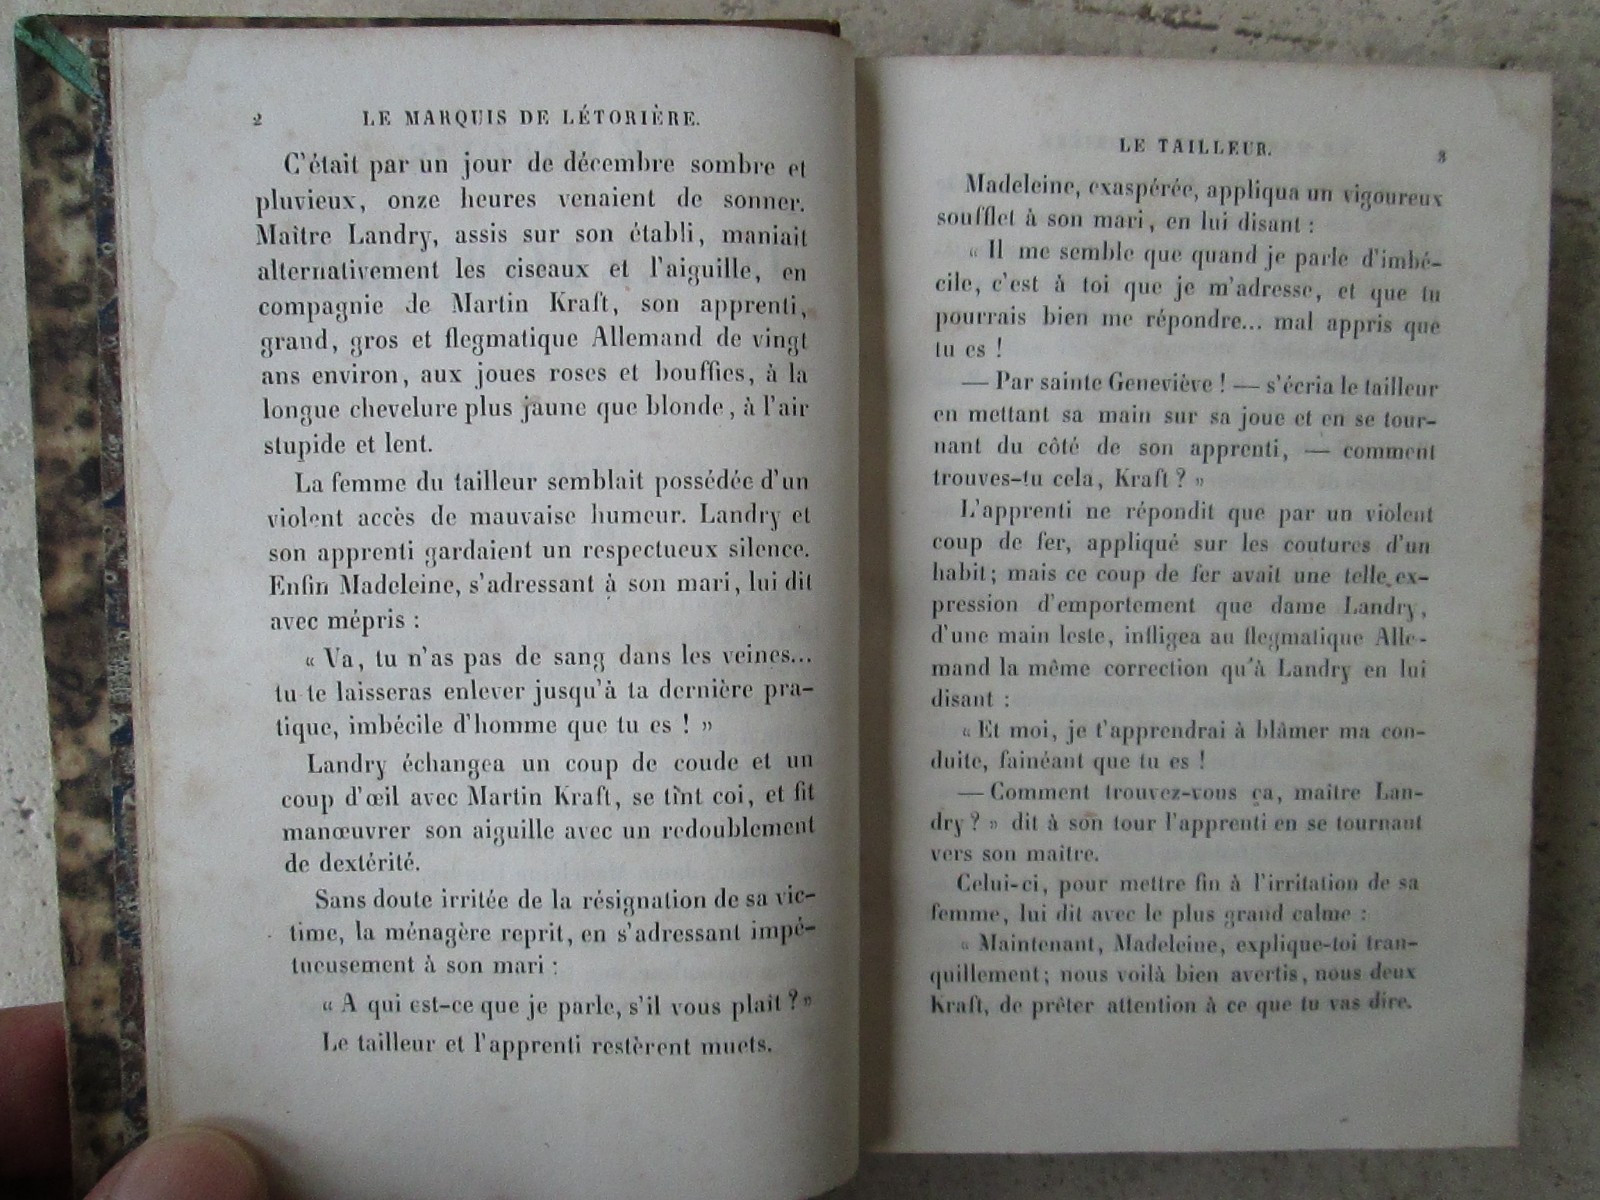 2 LE MARQUIS DE LÉTORIÈRE.
C'était par un jour de décembre sombre et
pluvieux, onze heures venaient de sonner.
Maître Landry, assis sur son établi, maniait
alternativement les ciseaux et l'aiguille, en
compagnie de Martin Kraft, son apprenti,
grand, gros et flegmatique Allemand de vingt
ans environ, aux joues roses et bouffies, à la
longue chevelure plus jaune que blonde, à l'air
stupide et lent.
La femme du tailleur semblait possédée d'un
violent accès de mauvaise humeur. Landry et
son apprenti gardaient un respectueux silence.
Enfin Madeleine, s'adressant à son mari, lui dit
avec mépris :
« Va, tu n'as pas de sang dans les veines...
tu te laisseras enlever jusqu'à ta dernière pra-
tique, imbécile d'homme que tu es ! »
Landry échangea un coup de coude et un
coup d'œil avec Martin Kraft, se tînt coi, et fit
manœuvrer son aiguille avec un redoublement
de dextérité.
Sans doute irritée de la résignation de sa vic-
time, la ménagère reprit, en s'adressant impé-
tueusement à son mari :
« A qui est-ce que je parle, s'il vous plaît ? »
Le tailleur et l'apprenti restèrent muets.
LE TAILLEUR. 3
Madeleine, exaspérée, appliqua un vigoureux
soufflet à son mari, en lui disant :
« Il me semble que quand je parle d'imbé-
cile, c'est à toi que je m'adresse, et que tu
pourrais bien me répondre... mal appris que
tu es !
— Par sainte Geneviève ! — s'écria le tailleur
en mettant sa main sur sa joue et en se tour-
nant du côté de son apprenti, — comment
trouves-tu cela, Kraft ? »
L'apprenti ne répondit que par un violent
coup de fer, appliqué sur les coutures d'un
habit ; mais ce coup de fer avait une telle ex-
pression d'emportement que dame Landry,
d'une main leste, infligea au flegmatique Alle-
mand la même correction qu'à Landry en lui
disant :
« Et moi, je t'apprendrai à blâmer ma con-
duite, fainéant que tu es !
— Comment trouvez-vous ça, maître Lan-
dry ? » dit à son tour l'apprenti en se tournant
vers son maître.
Celui-ci, pour mettre fin à l'irritation de sa
femme, lui dit avec le plus grand calme :
« Maintenant, Madeleine, explique-toi tran-
quillement ; nous voilà bien avertis, nous deux
Kraft, de prêter attention à ce que tu vas dire.